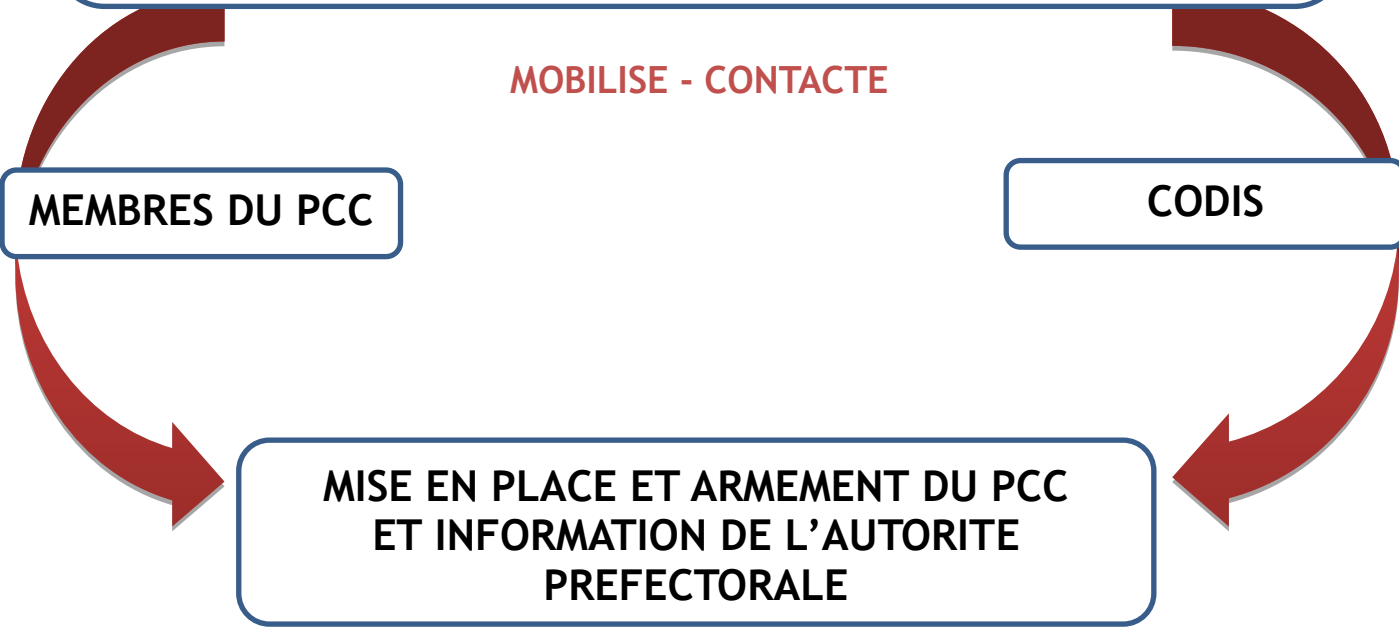 MOBILISE - CONTACTE
MEMBRES DU PCC
CODIS
MISE EN PLACE ET ARMEMENT DU PCC
ET INFORMATION DE L’AUTORITE
PREFECTORALE